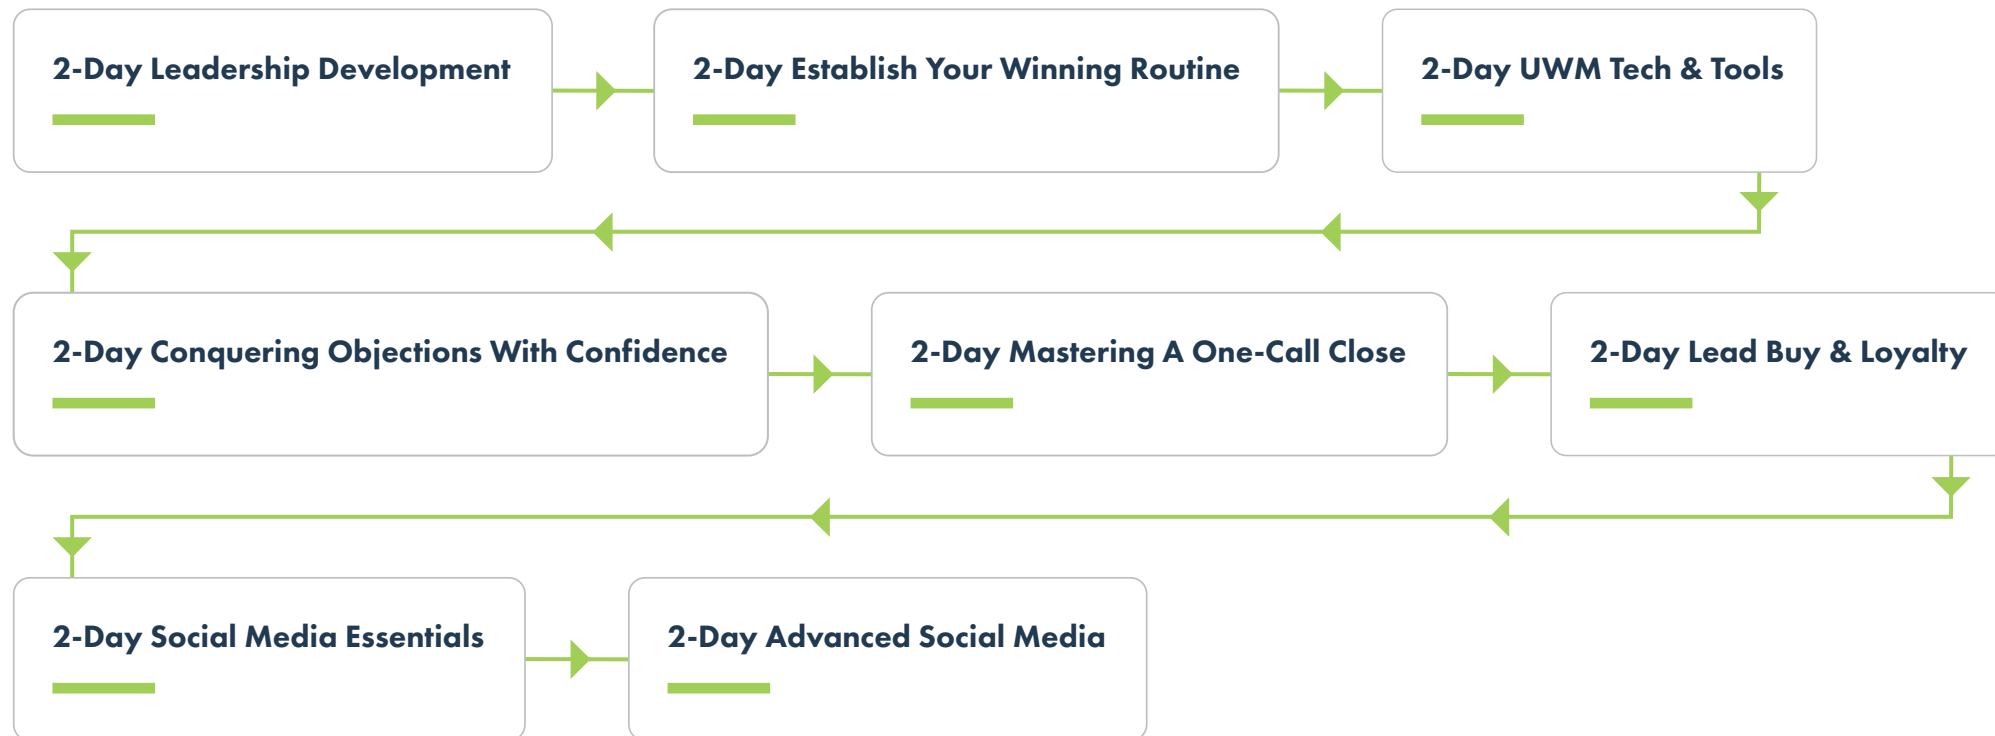 2-Day Leadership Development
2-Day Establish Your Winning Routine
2-Day UWM Tech & Tools
2-Day Conquering Objections With Confidence
2-Day Mastering A One-Call Close
2-Day Lead Buy & Loyalty
2-Day Social Media Essentials
2-Day Advanced Social Media